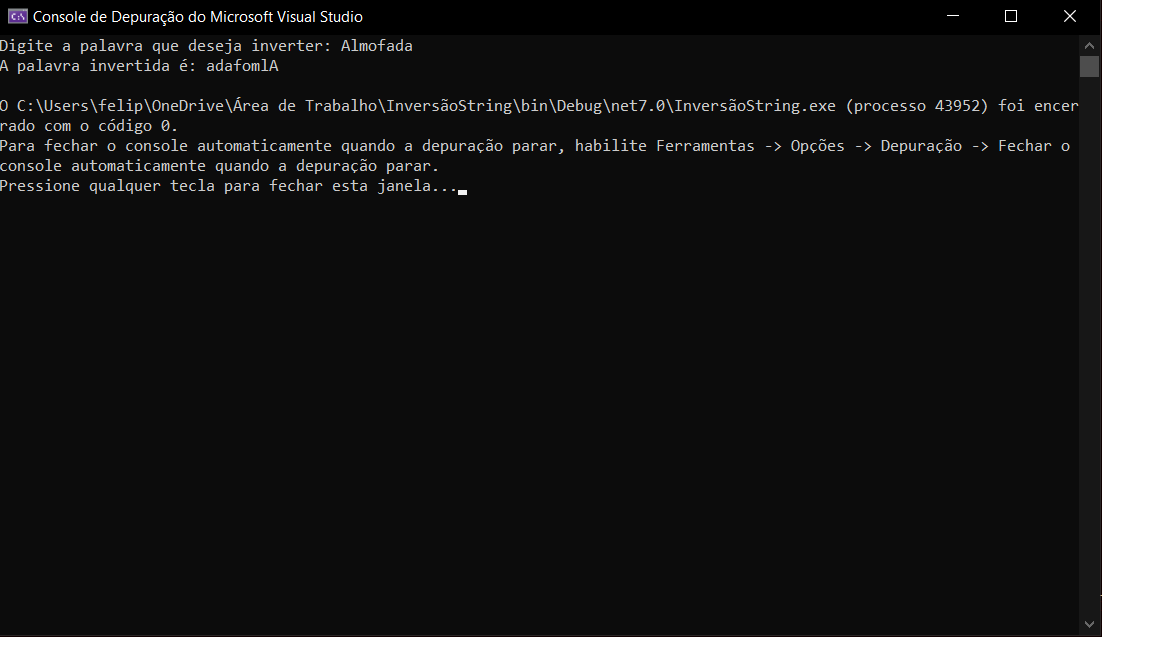 Console de Depuração do Microsoft Visual Studio
Digite a palavra que deseja inverter: Almofada
A palavra invertida é: adafomlA
O C:\Users\felip\OneDrive\Área de Trabalho\InversãoString\bin\Debug\net7.0\InversãoString.exe (processo 43952) foi encer
rado com o código 0.
Para fechar o console automaticamente quando a depuração parar, habilite Ferramentas -> Opções -> Depuração -> Fechar o
console automaticamente quando a depuração parar.
Pressione qualquer tecla para fechar esta janela...